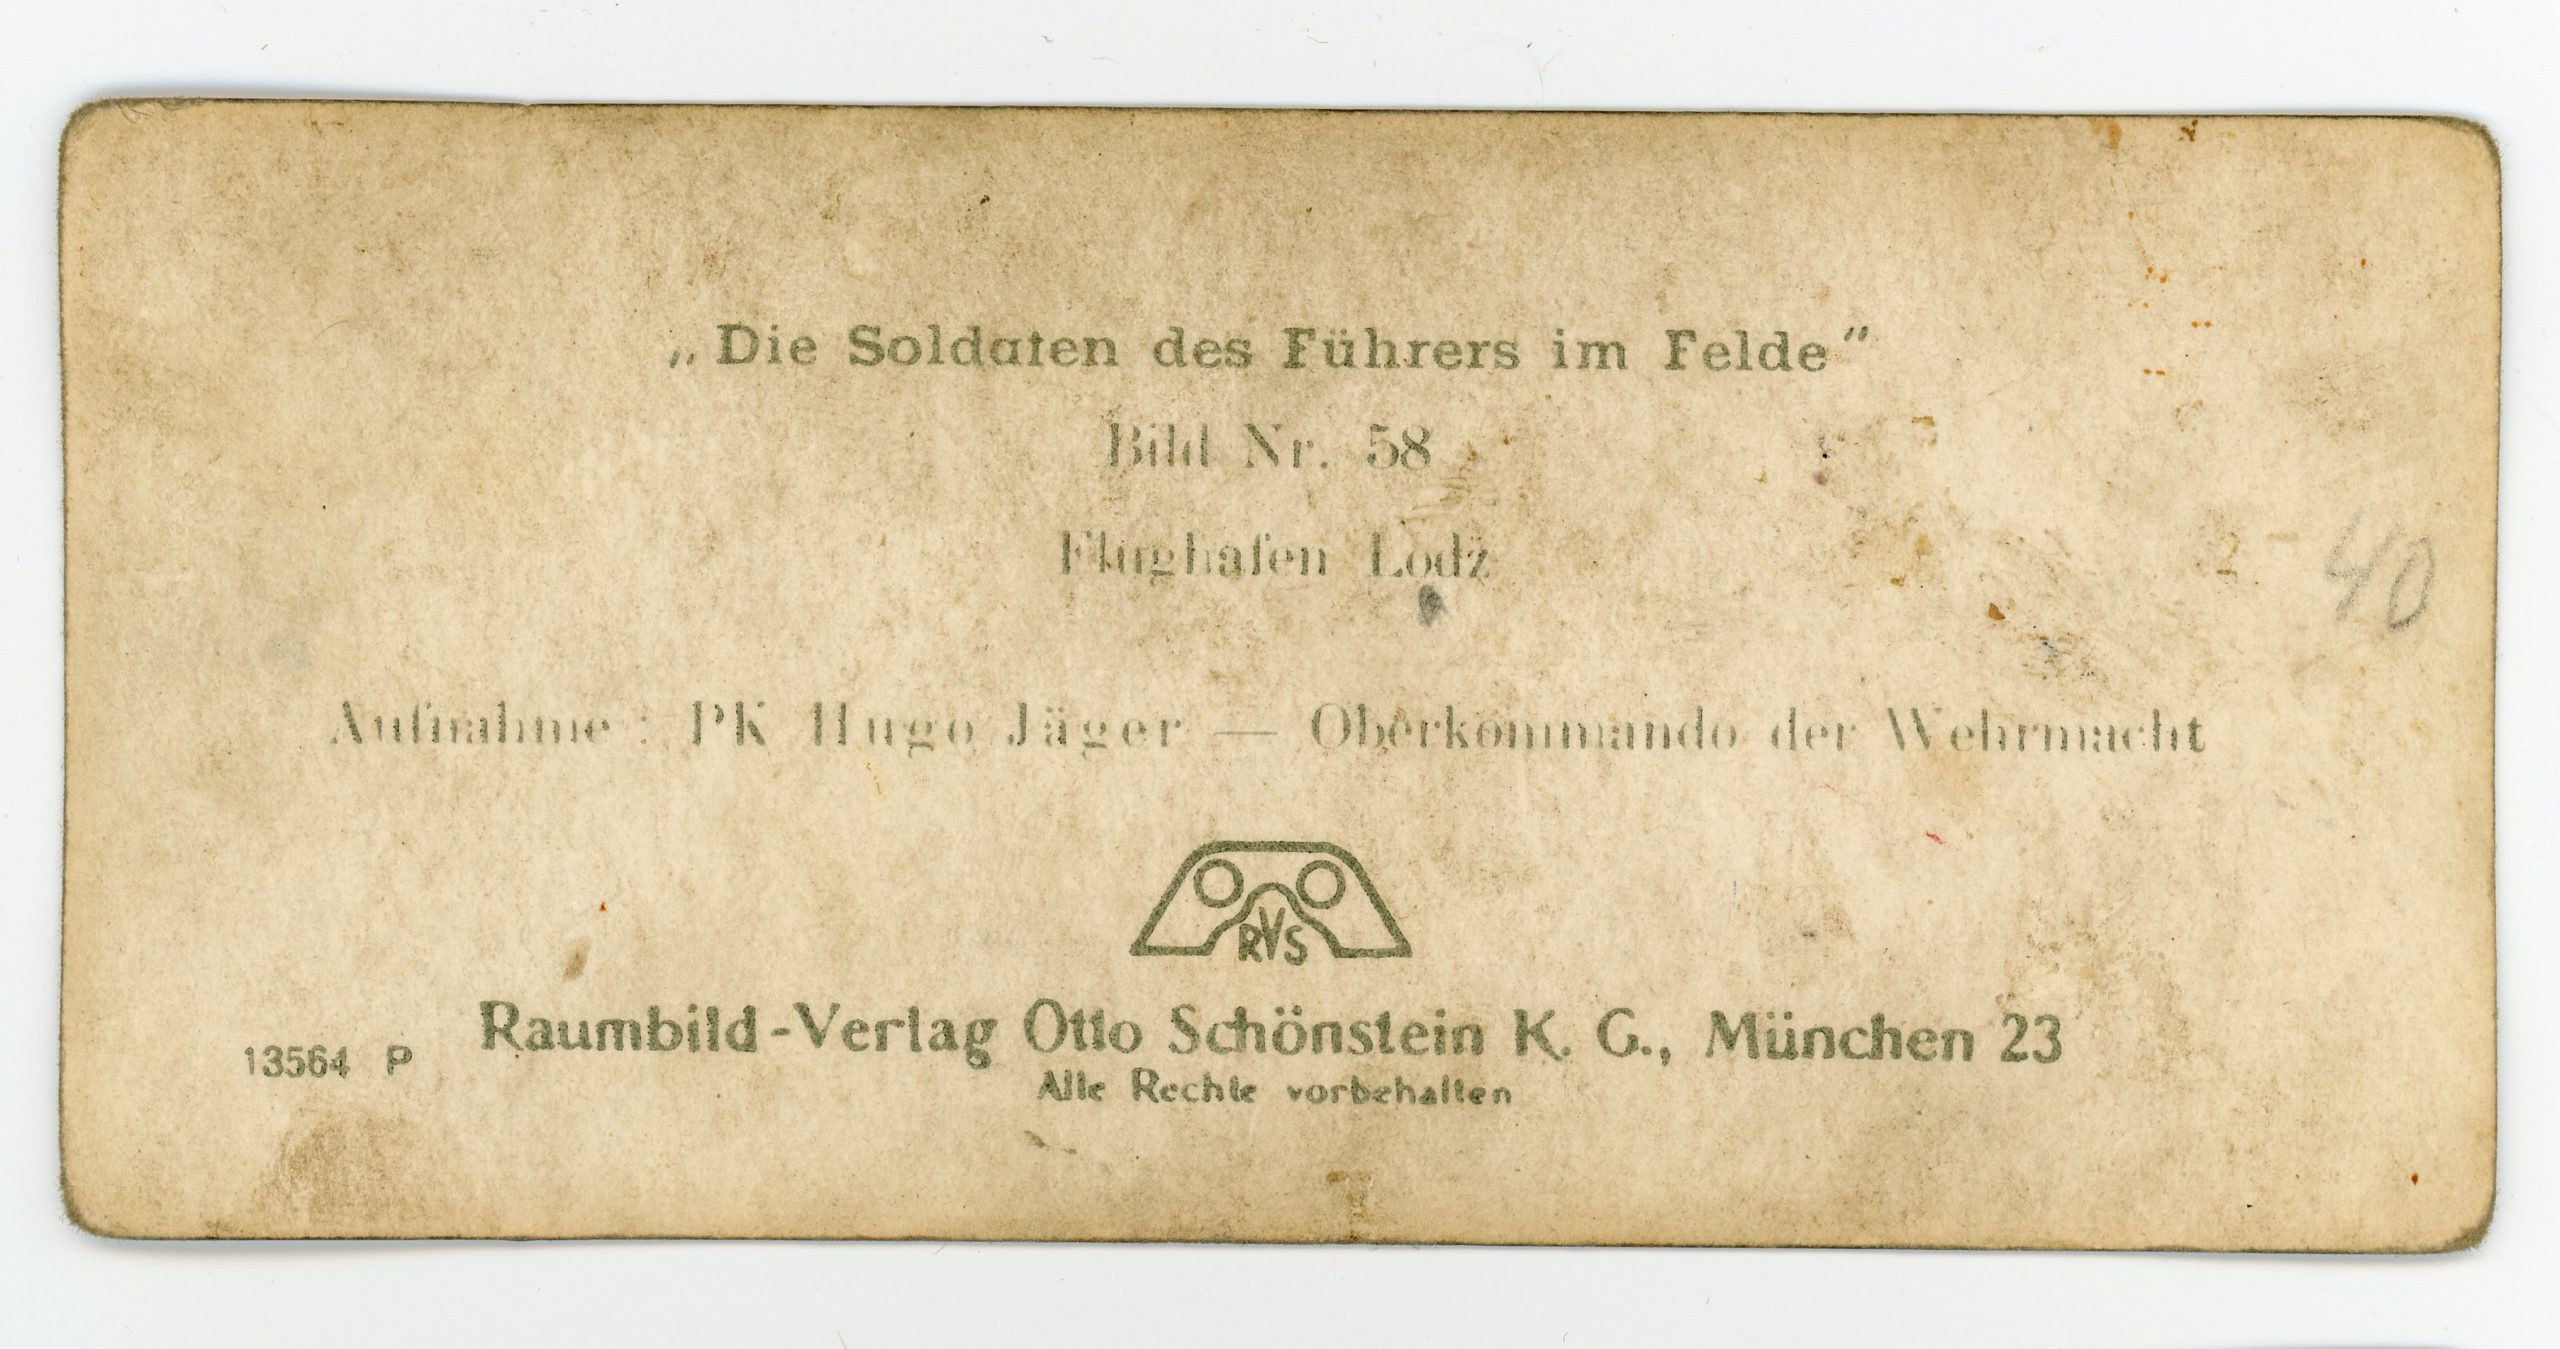 „Die Soldaten des Führers im Felde“
Bild Nr. 58
Flughafen Lodz
40
Aufnahme: PK Hugo Jäger — Oberkommando der Wehrmacht
RVS
Raumbild-Verlag Otto Schönstein K. G., München 23
13564 P
Alle Rechte vorbehalten